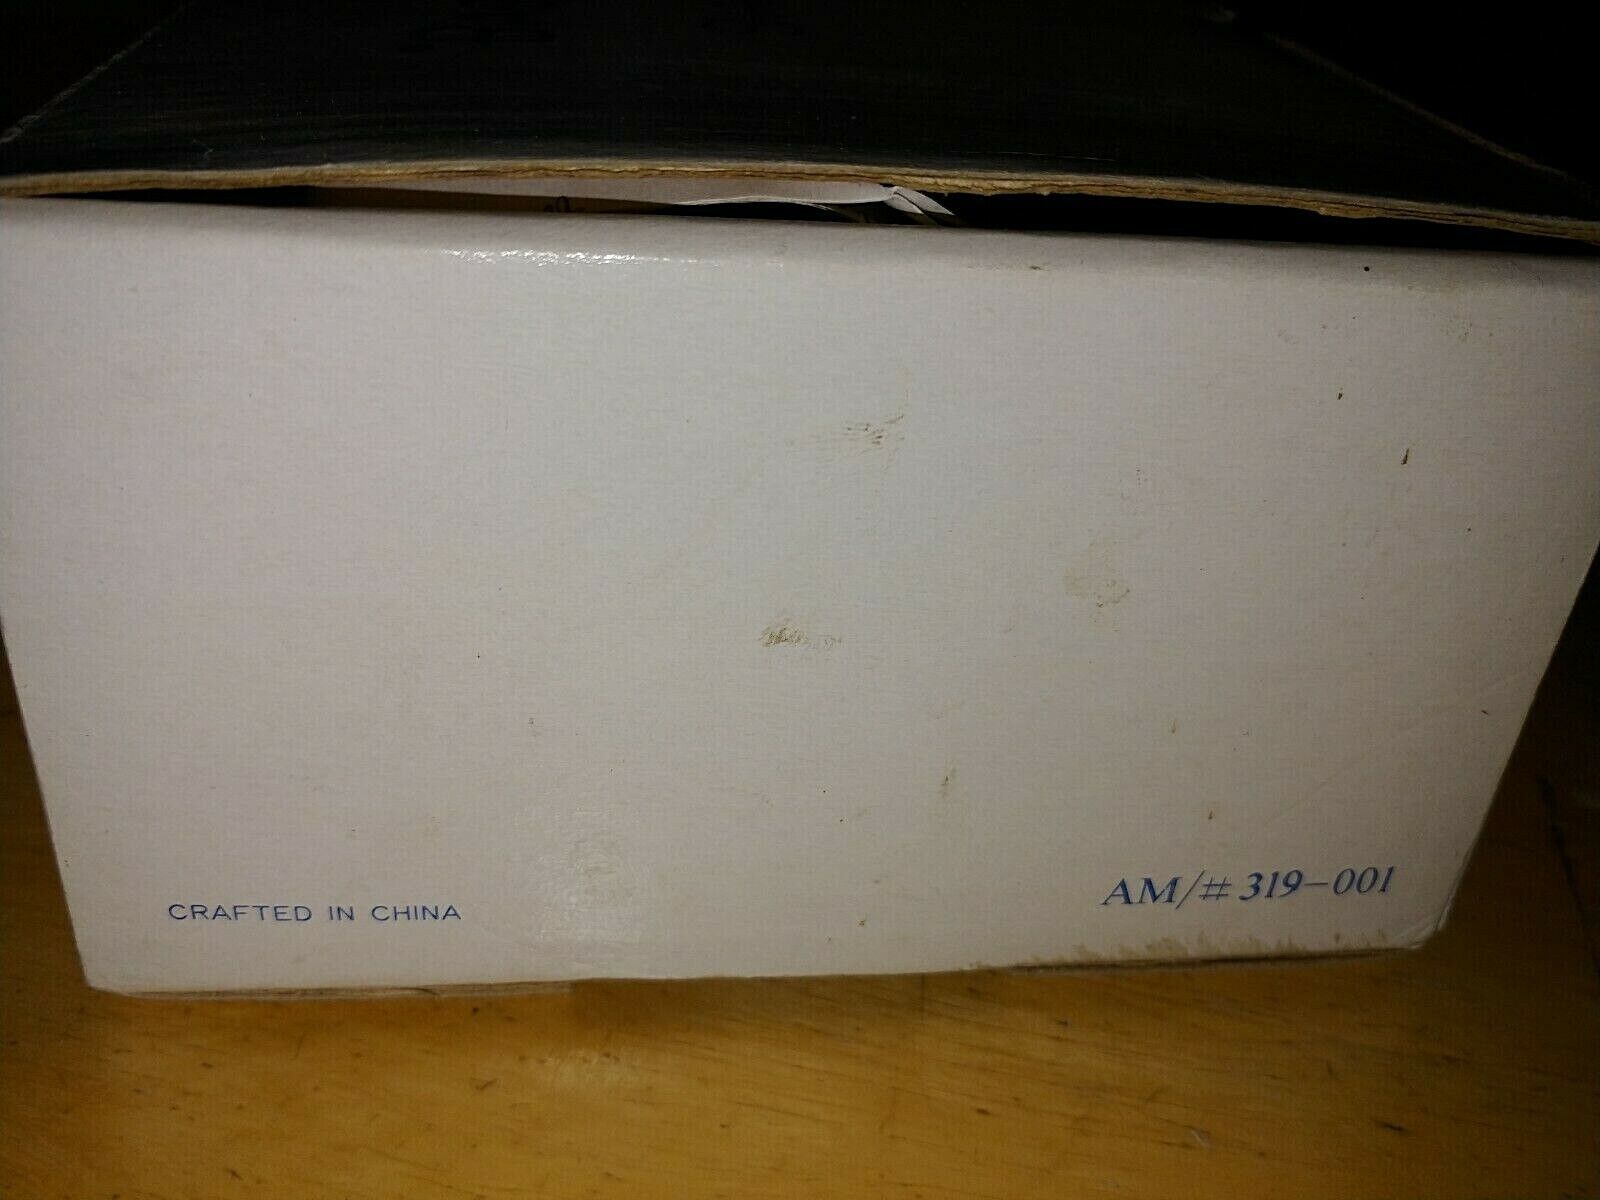 CRAFTED IN CHINA
AM/# 319-001